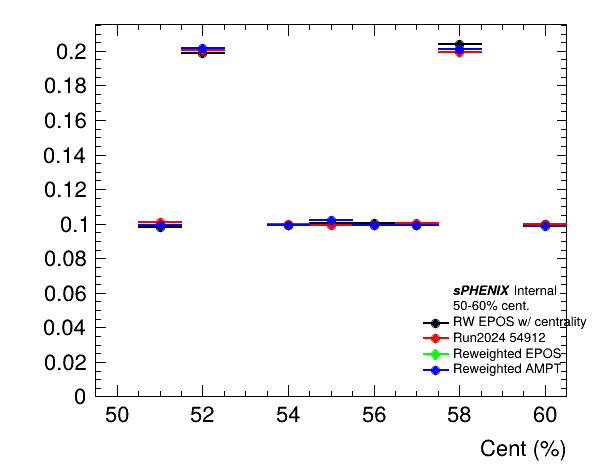 0.2
0.18
0.16
0.14
0.12
0.1
0.08
0.06
0.04
0.02
0
sPHENIX Internal
50-60% cent.
RW EPOS w/ centrality
Run2024 54912
Reweighted EPOS
Reweighted AMPT
50 52 54 56 58 60
Cent (%)